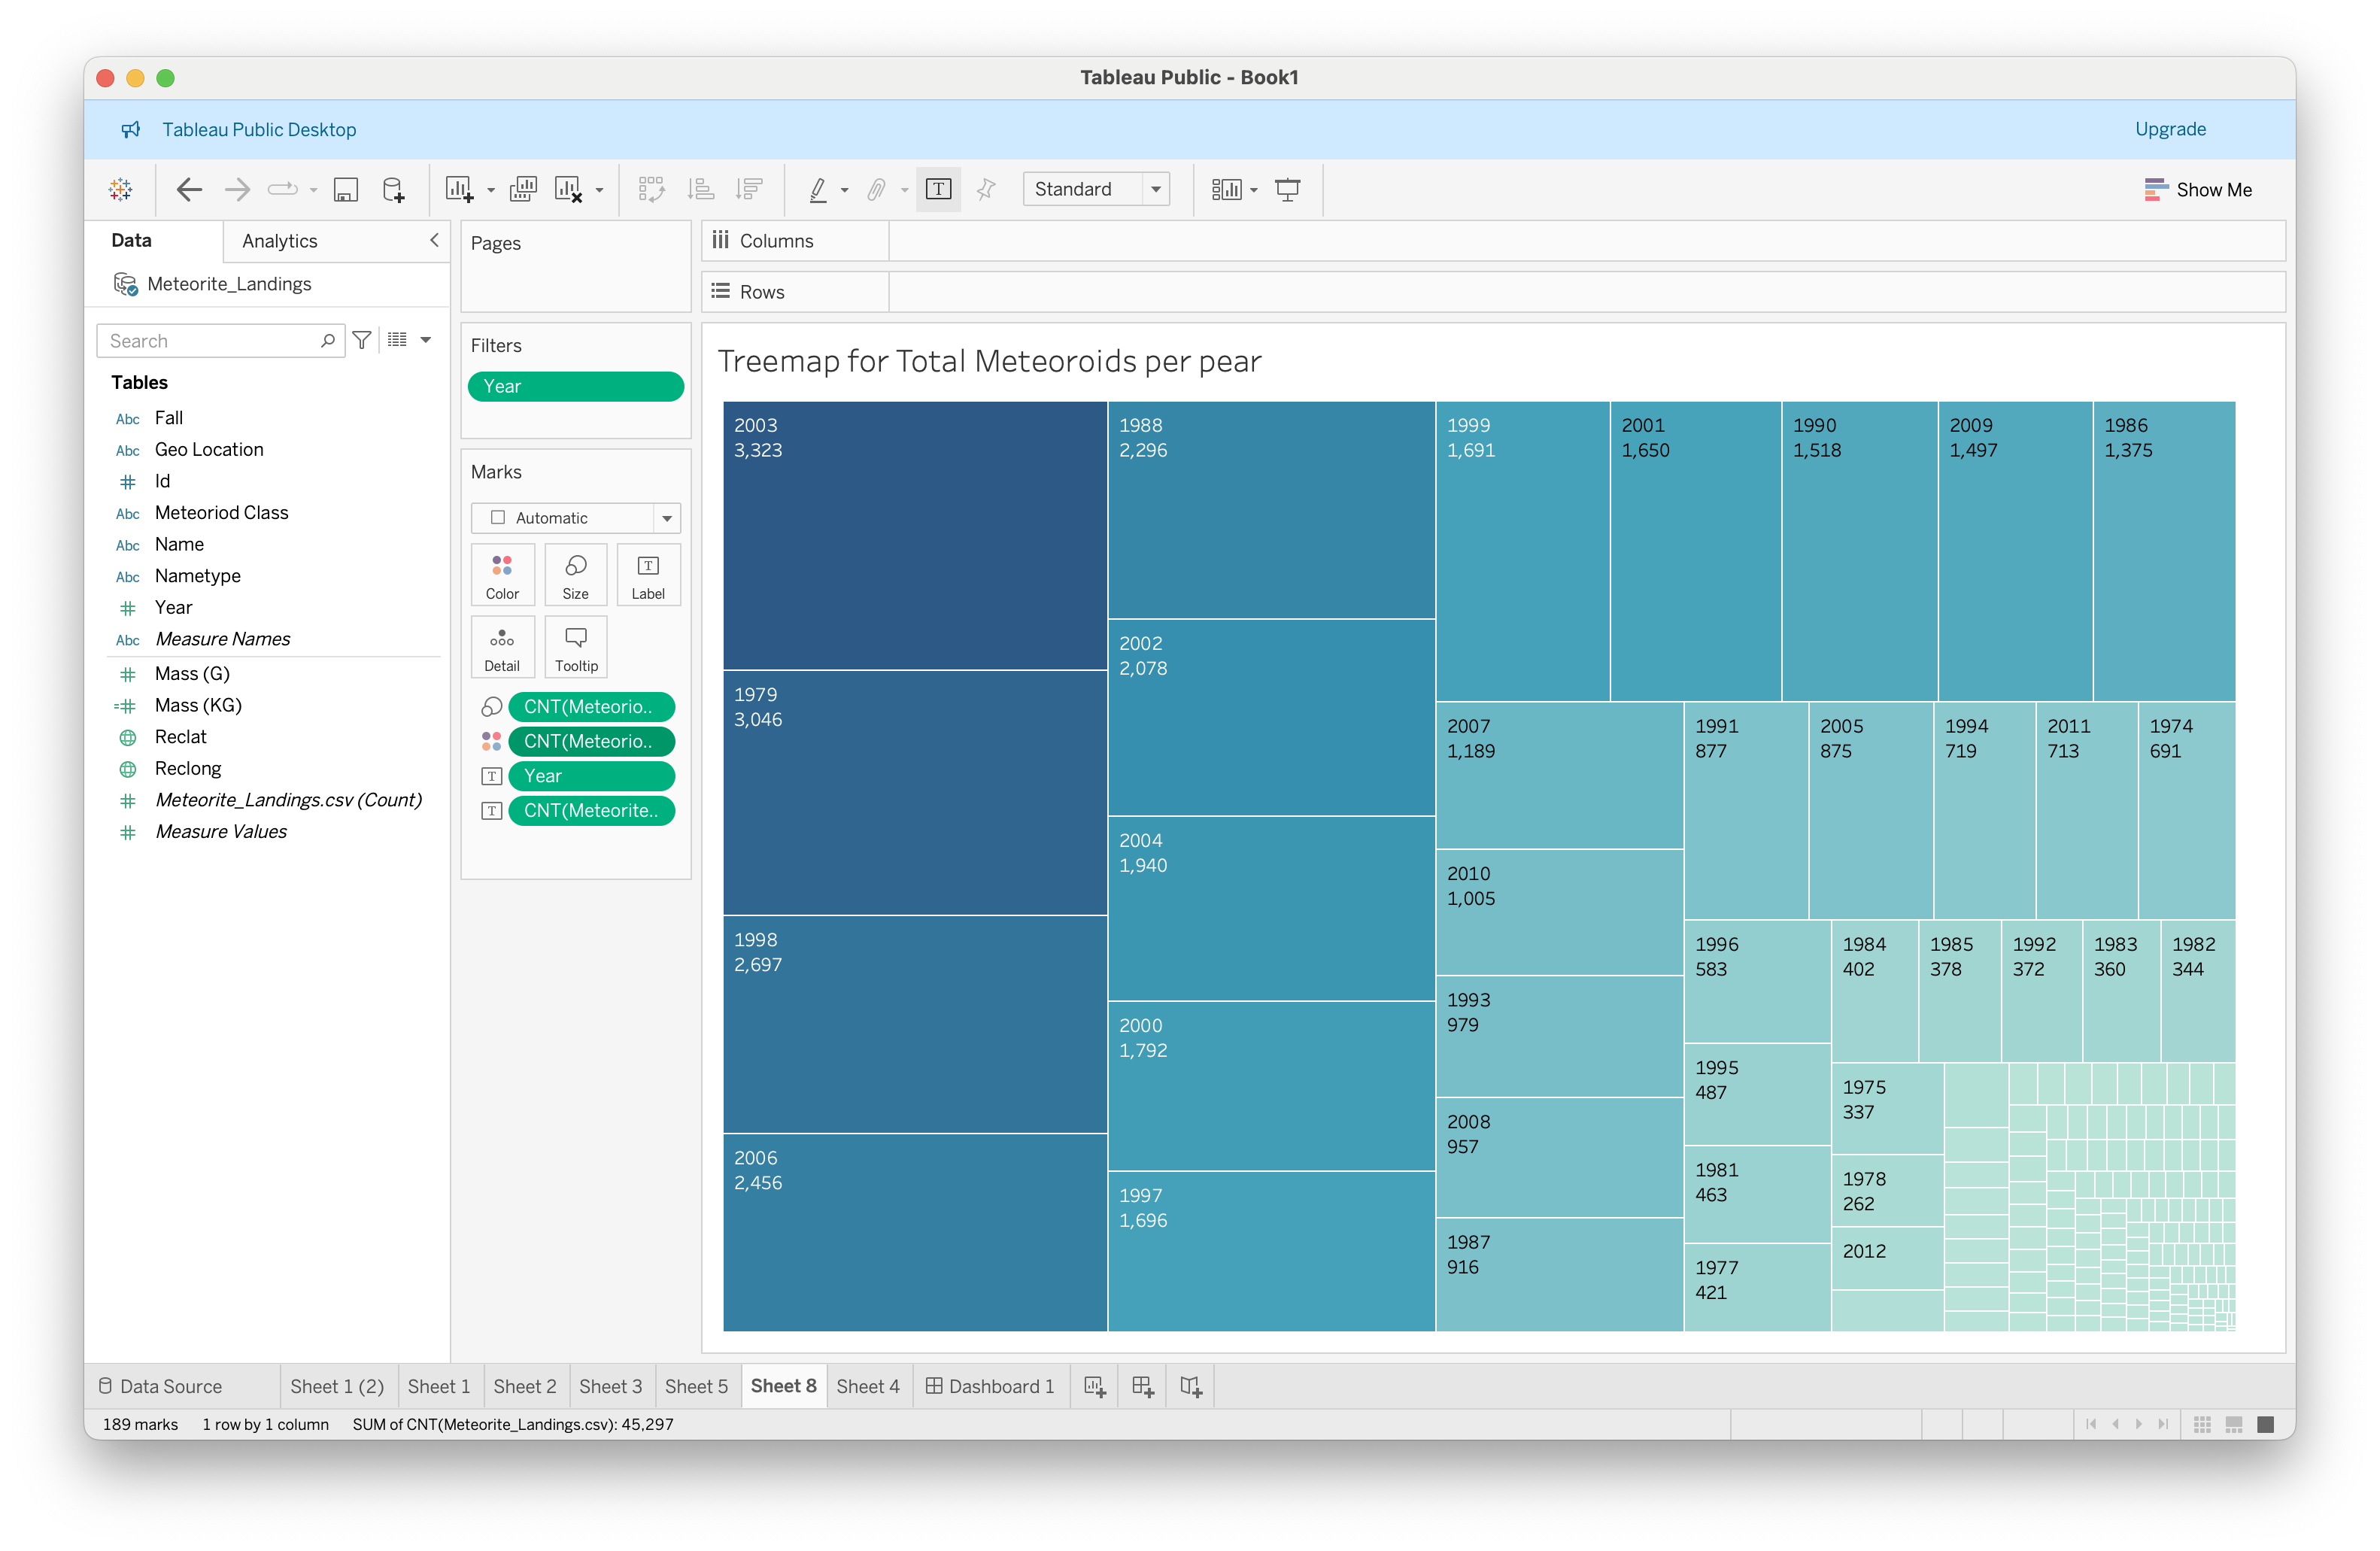 Tableau Public - Book1
Tableau Public Desktop
Upgrade
Standard
Show Me
Data
Analytics
Meteorite_Landings
Search
Tables
Abc Fall
Abc Geo Location
Id
Abc Meteoriod Class
Abc Name
Abc Nametype
Year
Abc Measure Names
Mass (G)
Mass (KG)
Reclat
Reclong
Meteorite_Landings.csv (Count)
Measure Values
Pages
Filters
Year
Marks
Automatic
Color
Size
Label
Detail
Tooltip
CNT(Meteorio..
CNT(Meteorio..
Year
CNT(Meteorite..
Columns
Rows
Treemap for Total Meteoroids per pear
2003
3,323
1979
3,046
1998
2,697
2006
2,456
1988
2,296
2002
2,078
2004
1,940
2000
1,792
1997
1,696
1999
1,691
2001
1,650
1990
1,518
2009
1,497
1986
1,375
2007
1,189
2010
1,005
1993
979
2008
957
1987
916
1991
877
2005
875
1994
719
2011
713
1974
691
1996
583
1995
487
1981
463
1977
421
1984
402
1985
378
1992
372
1983
360
1982
344
1975
337
1978
262
2012
Data Source
Sheet 1 (2)
Sheet 1
Sheet 2
Sheet 3
Sheet 5
Sheet 8
Sheet 4
Dashboard 1
189 marks
1 row by 1 column
SUM of CNT(Meteorite_Landings.csv): 45,297